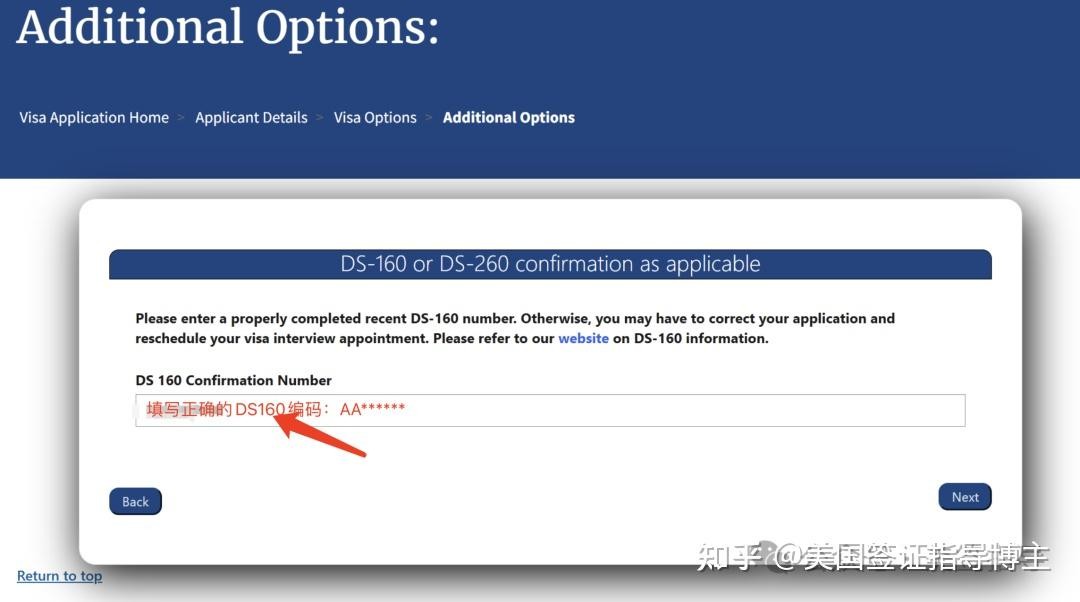 Additional Options:
Visa Application Home > Applicant Details > Visa Options > Additional Options
DS-160 or DS-260 confirmation as applicable
Please enter a properly completed recent DS-160 number. Otherwise, you may have to correct your application and
reschedule your visa interview appointment. Please refer to our website on DS-160 information.
DS 160 Confirmation Number
填写正确的DS160编码：AA******
Back
Next
知乎 @美国签证指导博主
Return to top